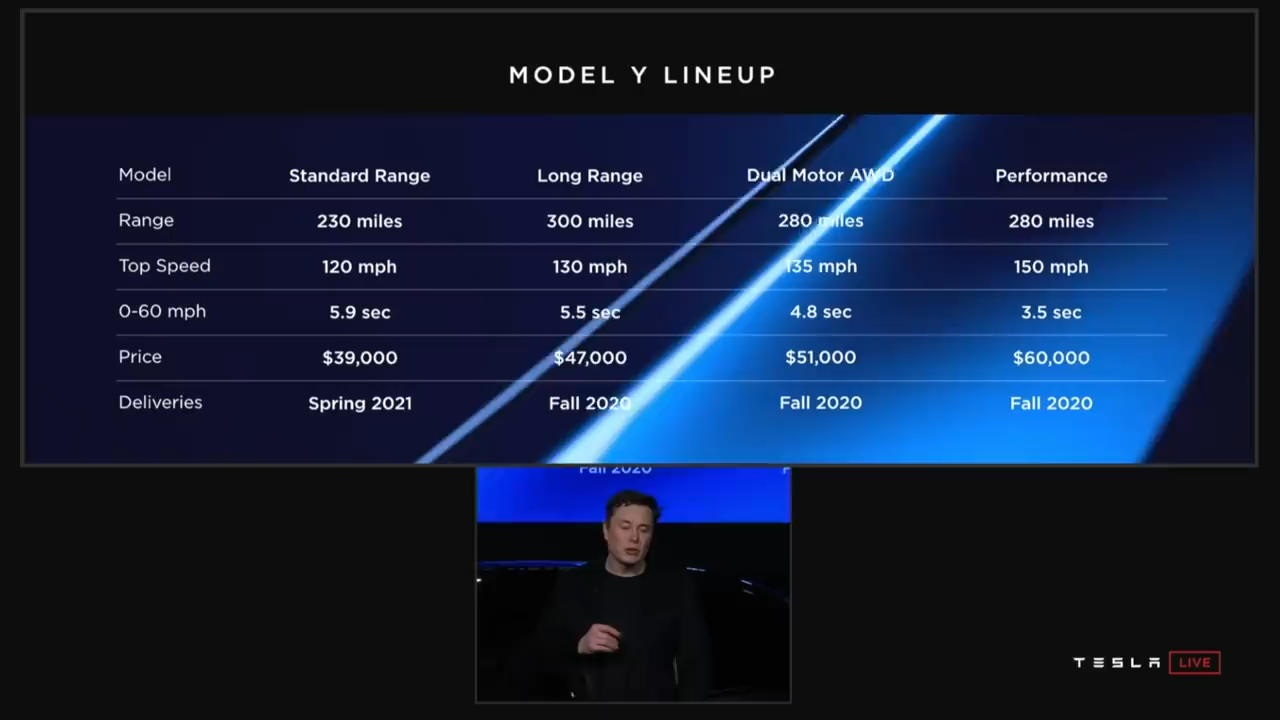 MODEL Y LINEUP
Model Standard Range Long Range Dual Motor AWD Performance
Range 230 miles 300 miles 280 miles 280 miles
Top Speed 120 mph 130 mph 135 mph 150 mph
0-60 mph 5.9 sec 5.5 sec 4.8 sec 3.5 sec
Price $39,000 $47,000 $51,000 $60,000
Deliveries Spring 2021 Fall 2020 Fall 2020 Fall 2020
Fall 2020
TESLA LIVE